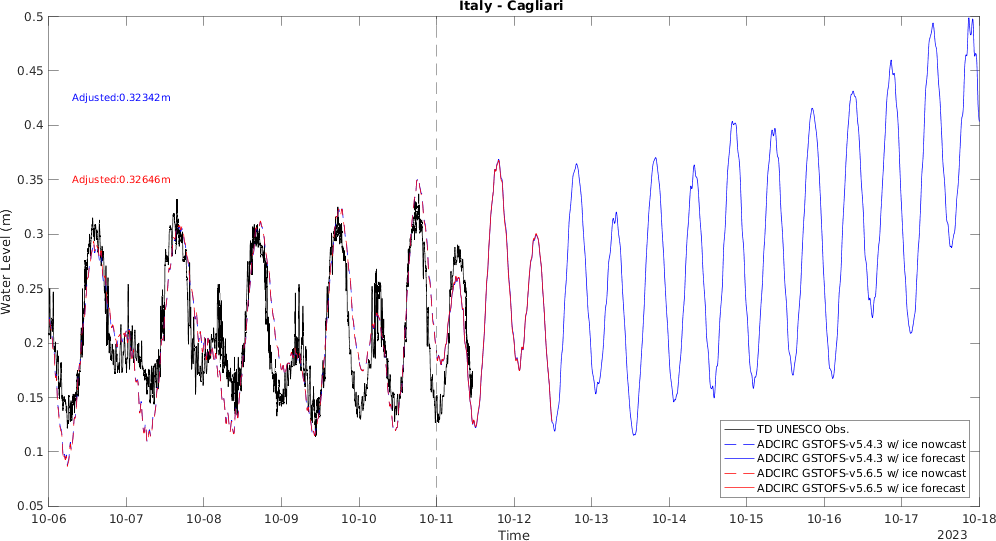 Italy - Cagliari
0.5
0.45
0.4
0.35
0.3
0.25
0.2
0.15
0.1
0.05
Water Level (m)
Adjusted:0.32342m
Adjusted:0.32646m
TD UNESCO Obs.
ADCIRC GSTOFS-v5.4.3 w/ ice nowcast
ADCIRC GSTOFS-v5.4.3 w/ ice forecast
ADCIRC GSTOFS-v5.6.5 w/ ice nowcast
ADCIRC GSTOFS-v5.6.5 w/ ice forecast
10-06 10-07 10-08 10-09 10-10 10-11 10-12 10-13 10-14 10-15 10-16 10-17 10-18
Time
2023